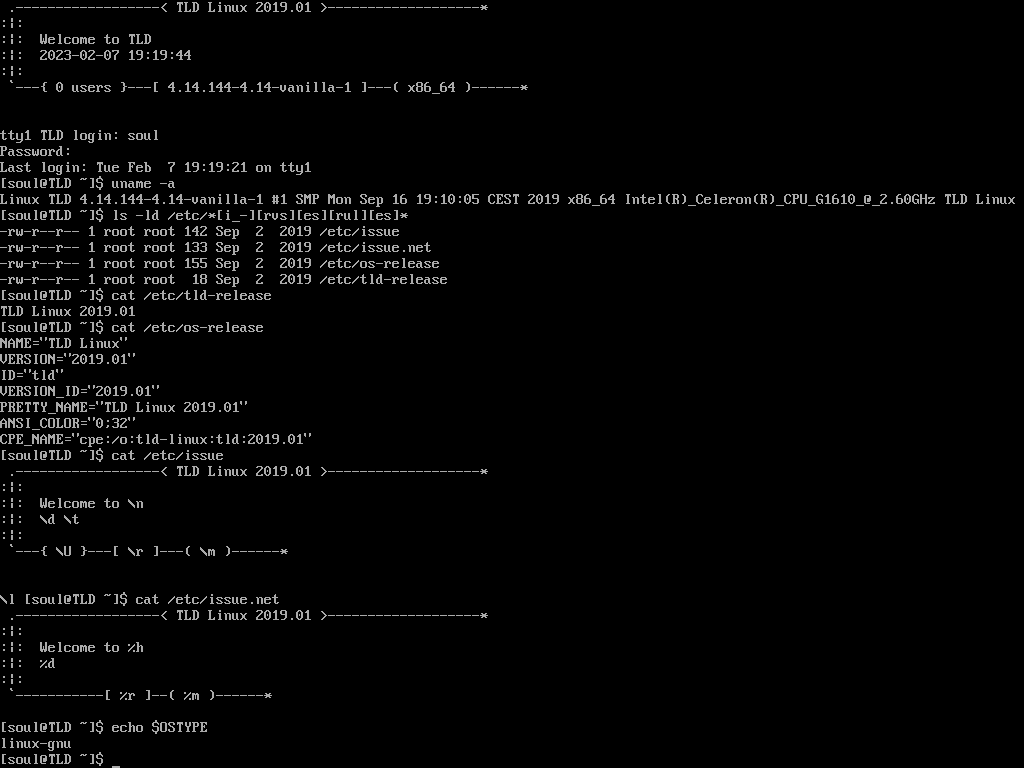 .------------------< TLD Linux 2019.01 >-------------------*
:¦:
:¦:  Welcome to TLD
:¦:  2023-02-07 19:19:44
:¦:
 `---{ 0 users }---[ 4.14.144-4.14-vanilla-1 ]---( x86_64 )------*
tty1 TLD login: soul
Password:
Last login: Tue Feb  7 19:19:21 on tty1
[soul@TLD ~]$ uname -a
Linux TLD 4.14.144-4.14-vanilla-1 #1 SMP Mon Sep 16 19:10:05 CEST 2019 x86_64 Intel(R)_Celeron(R)_CPU_G1610_@_2.60GHz TLD Linux
[soul@TLD ~]$ ls -ld /etc/*[i_-][rvs][es][rul][es]*
-rw-r--r-- 1 root root 142 Sep  2  2019 /etc/issue
-rw-r--r-- 1 root root 133 Sep  2  2019 /etc/issue.net
-rw-r--r-- 1 root root 155 Sep  2  2019 /etc/os-release
-rw-r--r-- 1 root root  18 Sep  2  2019 /etc/tld-release
[soul@TLD ~]$ cat /etc/tld-release
TLD Linux 2019.01
[soul@TLD ~]$ cat /etc/os-release
NAME="TLD Linux"
VERSION="2019.01"
ID="tld"
VERSION_ID="2019.01"
PRETTY_NAME="TLD Linux 2019.01"
ANSI_COLOR="0;32"
CPE_NAME="cpe:/o:tld-linux:tld:2019.01"
[soul@TLD ~]$ cat /etc/issue
 .------------------< TLD Linux 2019.01 >-------------------*
:¦:
:¦:  Welcome to \n
:¦:  \d \t
:¦:
 `---{ \U }---[ \r ]---( \m )------*
\l [soul@TLD ~]$ cat /etc/issue.net
 .------------------< TLD Linux 2019.01 >-------------------*
:¦:
:¦:  Welcome to %h
:¦:  %d
:¦:
 `-----------[ %r ]--( %m )------*
[soul@TLD ~]$ echo $OSTYPE
linux-gnu
[soul@TLD ~]$ _